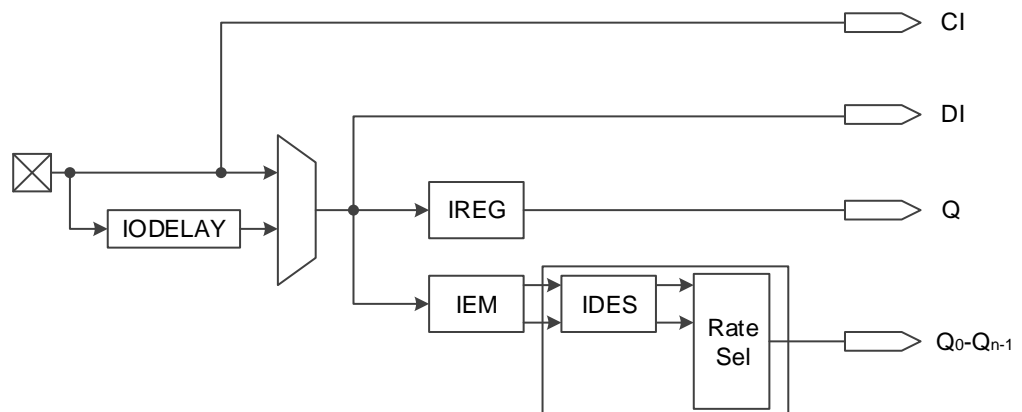 CI
DI
IREG
Q
IODELAY
IEM
IDES
Rate
Sel
Q0-Qn-1